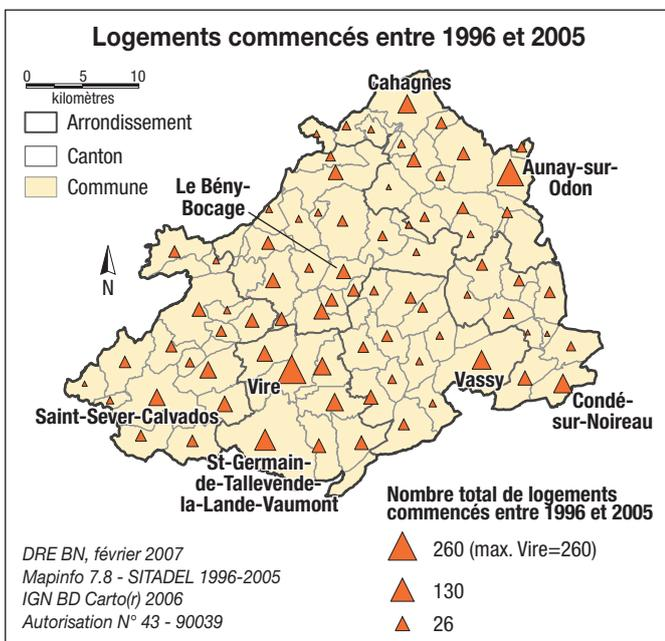 Logements commencés entre 1996 et 2005
0 5 10
kilomètres
Arrondissement
Canton
Commune
Cahagnes
Aunay-sur-
Odon
Le Bény-
Bocage
N
Vire
Vassy
Condé-
sur-Noireau
Saint-Sever-Calvados
St-Germain-
de-Tallevende-
la-Lande-Vaumont
Nombre total de logements
commencés entre 1996 et 2005
260 (max. Vire=260)
130
26
DRE BN, février 2007
Mapinfo 7.8 - SITADEL 1996-2005
IGN BD Carto(r) 2006
Autorisation N° 43 - 90039